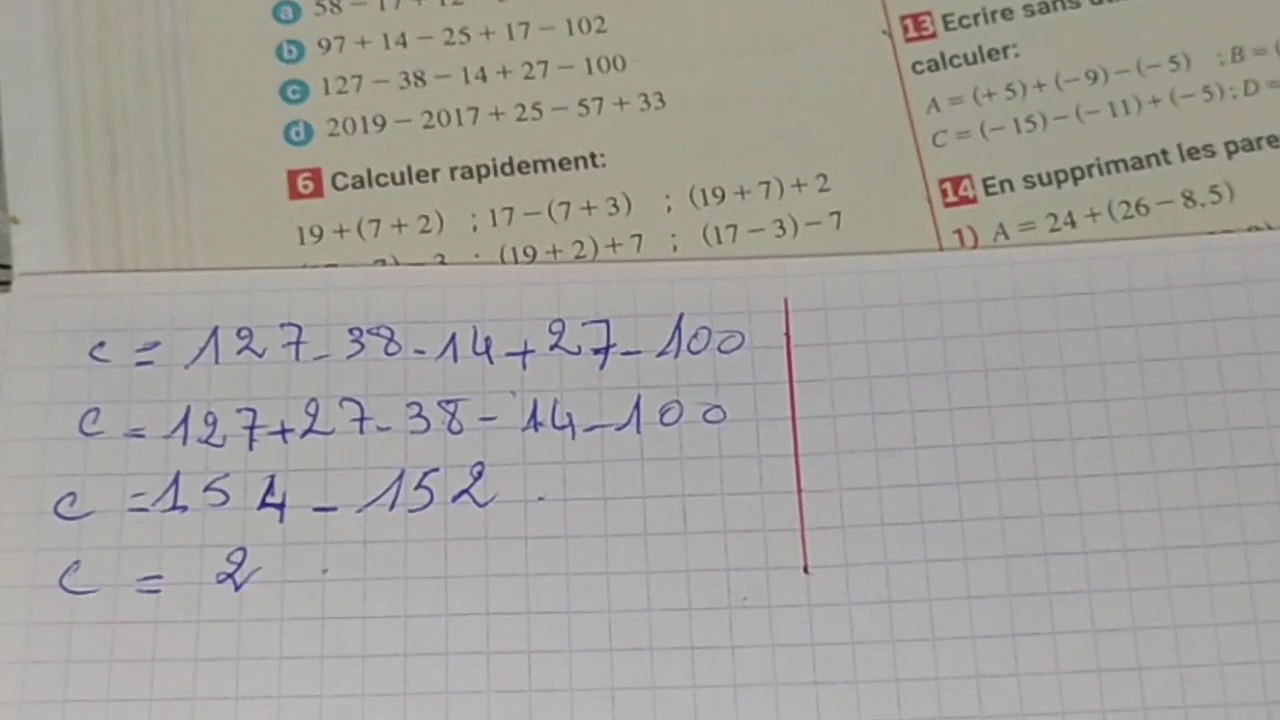 a 58 – 17 + 12
b 97 + 14 – 25 + 17 – 102
c 127 – 38 – 14 + 27 – 100
d 2019 – 2017 + 25 – 57 + 33
6 Calculer rapidement:
19 + (7 + 2) ; 17 – (7 + 3) ; (19 + 7) + 2
; (19 + 2) + 7 ; (17 – 3) – 7
13 Ecrire sans
calculer:
A = (+ 5) + (– 9) – (– 5) ; B =
C = (– 15) – (– 11) + (– 5) ; D =
14 En supprimant les
1) A = 24 + (26 – 8,5)
c = 127 - 38 - 14 + 27 - 100
c = 127 + 27 - 38 - 14 - 100
c = 154 - 152
c = 2